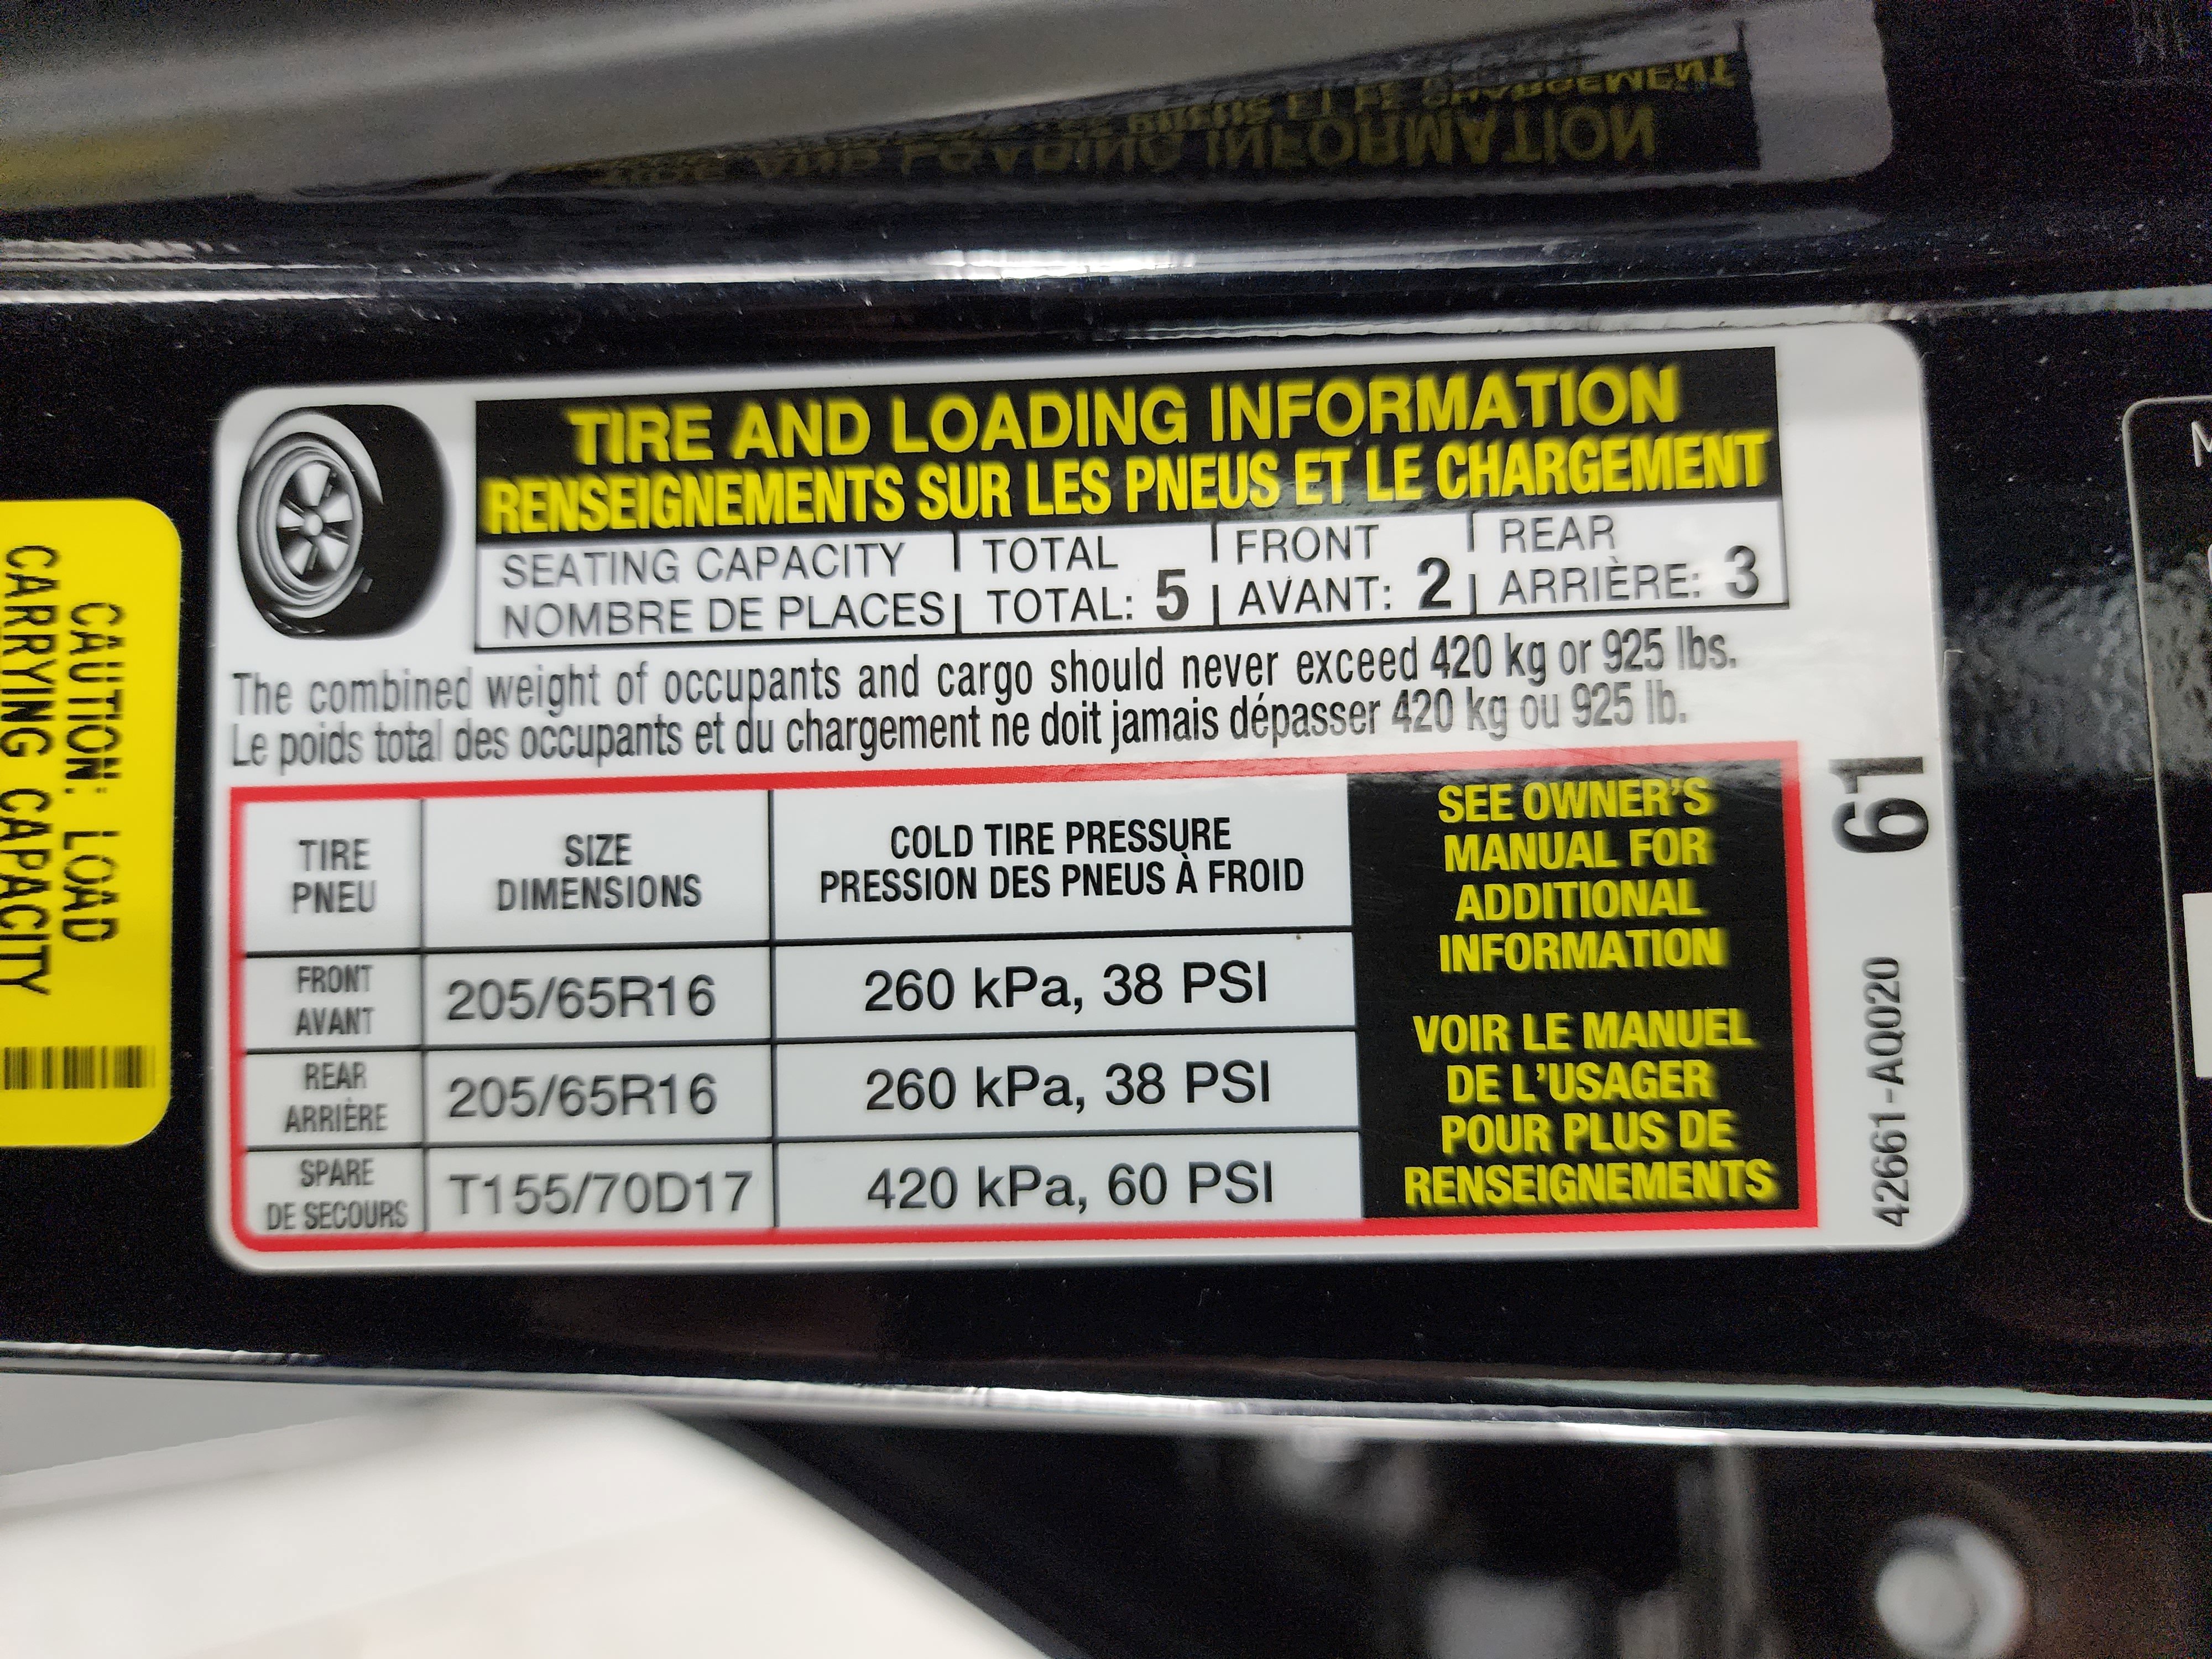 TIRE AND LOADING INFORMATION
RENSEIGNEMENTS SUR LES PNEUS ET LE CHARGEMENT
SEATING CAPACITY | TOTAL | FRONT | REAR
NOMBRE DE PLACES | TOTAL: 5 | AVANT: 2 | ARRIÈRE: 3
The combined weight of occupants and cargo should never exceed 420 kg or 925 lbs.
Le poids total des occupants et du chargement ne doit jamais dépasser 420 kg ou 925 lb.
TIRE
PNEU
SIZE
DIMENSIONS
COLD TIRE PRESSURE
PRESSION DES PNEUS À FROID
FRONT
AVANT
205/65R16
260 kPa, 38 PSI
REAR
ARRIÈRE
205/65R16
260 kPa, 38 PSI
SPARE
DE SECOURS
T155/70D17
420 kPa, 60 PSI
SEE OWNER'S
MANUAL FOR
ADDITIONAL
INFORMATION
VOIR LE MANUEL
DE L'USAGER
POUR PLUS DE
RENSEIGNEMENTS
61
42661-AQ020
CAUTION: LOAD
CARRYING CAPACITY